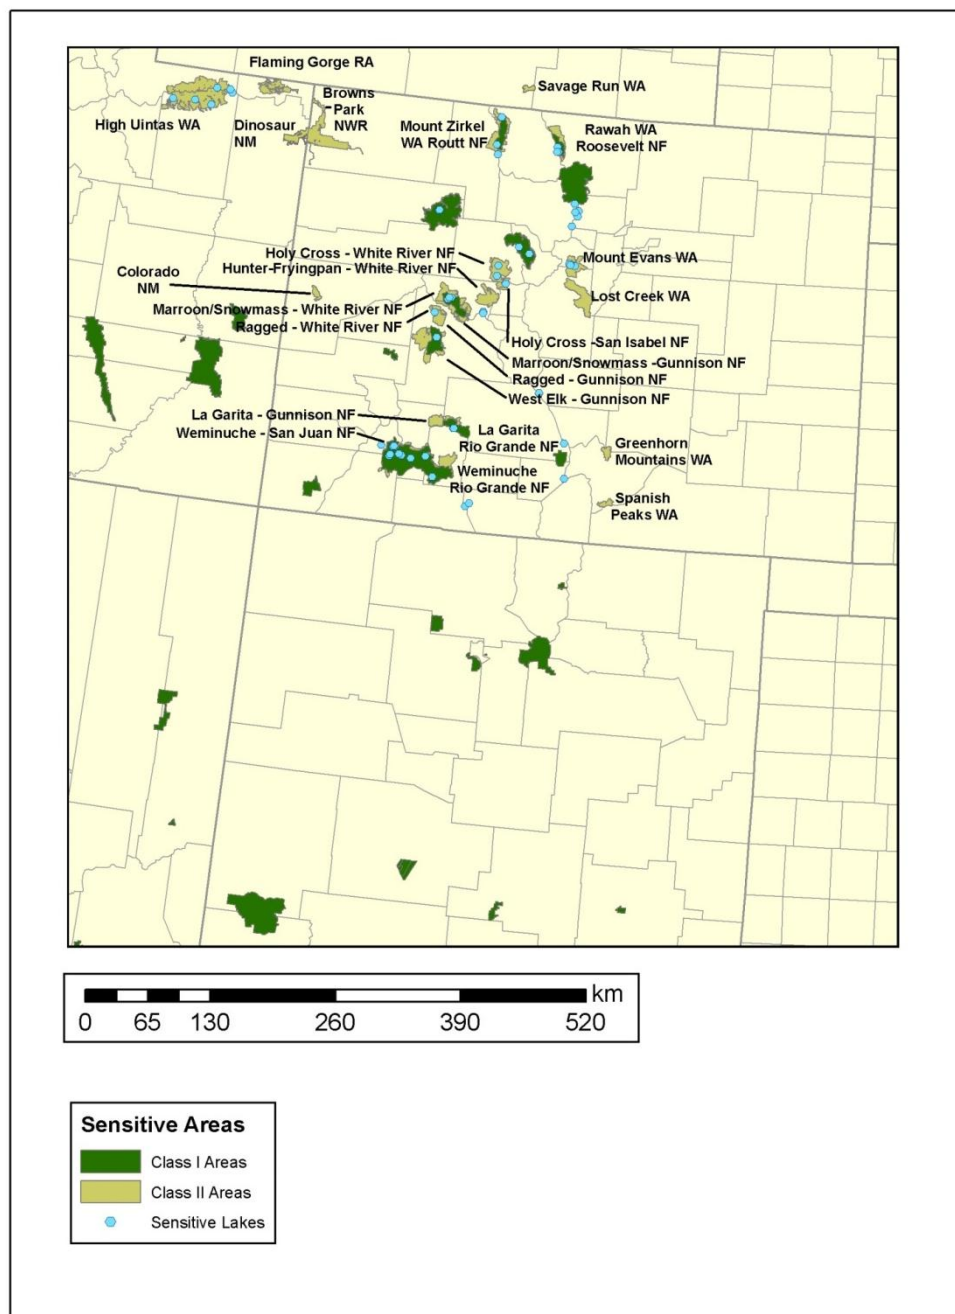 Flaming Gorge RA
Savage Run WA
Browns
Park
NWR
High Uintas WA
Dinosaur
NM
Mount Zirkel
WA Routt NF
Rawah WA
Roosevelt NF
Holy Cross - White River NF
Hunter-Fryingpan - White River NF
Mount Evans WA
Colorado
NM
Lost Creek WA
Marroon/Snowmass - White River NF
Ragged - White River NF
Holy Cross -San Isabel NF
Marroon/Snowmass -Gunnison NF
Ragged - Gunnison NF
West Elk - Gunnison NF
La Garita - Gunnison NF
Weminuche - San Juan NF
La Garita
Rio Grande NF
Greenhorn
Mountains WA
Weminuche
Rio Grande NF
Spanish
Peaks WA
km
0 65 130 260 390 520
Sensitive Areas
Class I Areas
Class II Areas
Sensitive Lakes